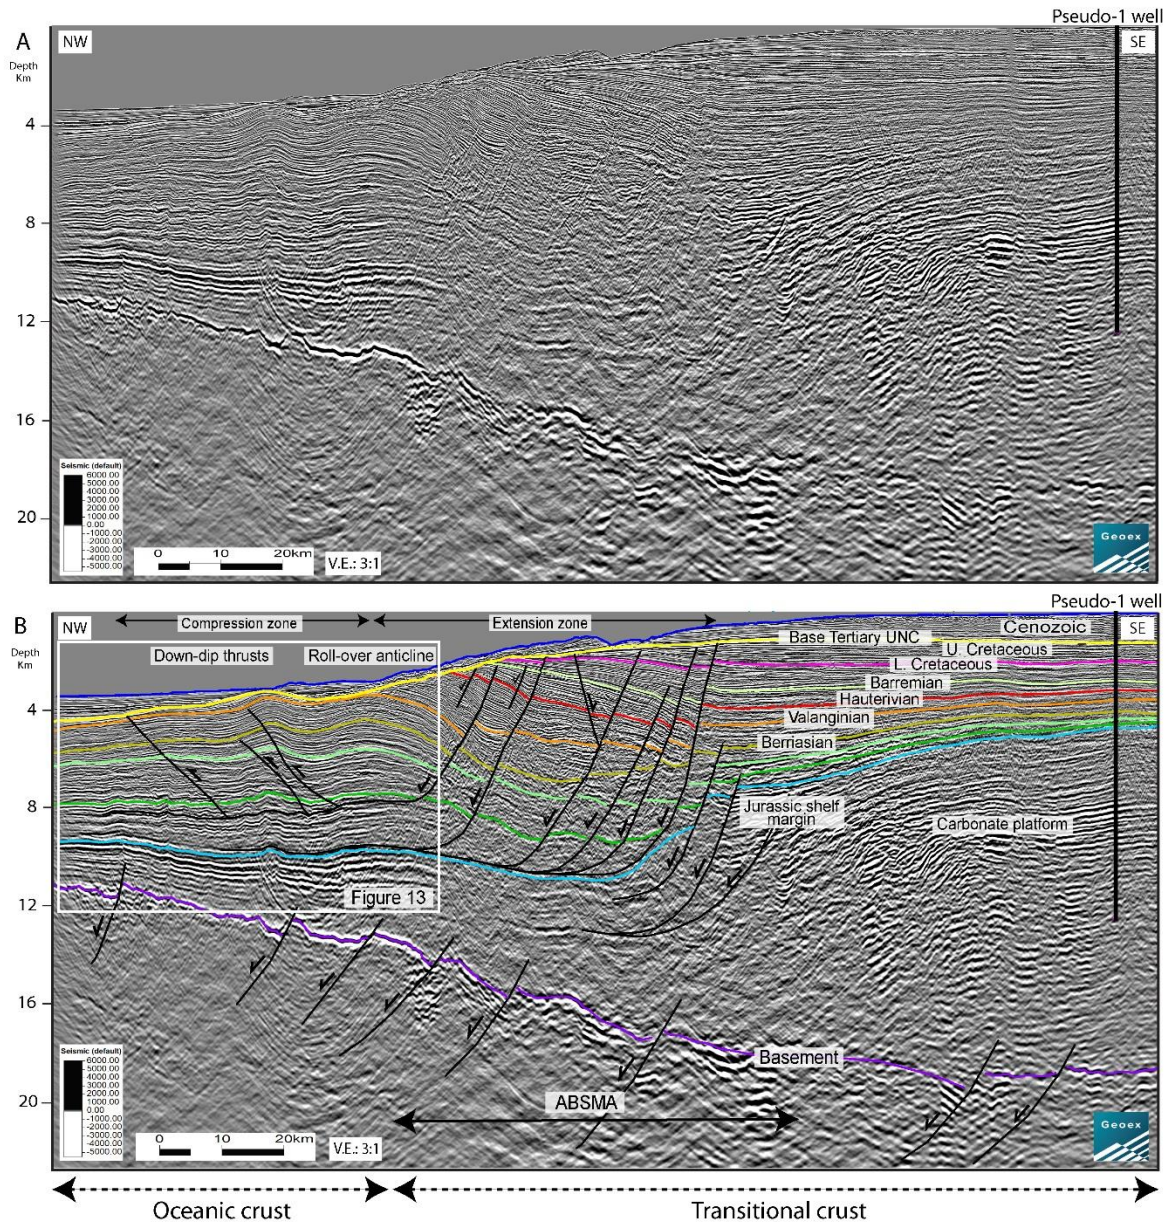 Pseudo-1 well
A
NW
SE
Depth
Km
4
8
12
16
20
Seismic (default)
6000.00
5000.00
4000.00
3000.00
2000.00
1000.00
0.00
-1000.00
-2000.00
-3000.00
-4000.00
-5000.00
0 10 20km
V.E.: 3:1
Geoex
Pseudo-1 well
B
NW
Compression zone
Extension zone
SE
Depth
Km
Cenozoic
Base Tertiary UNC
U. Cretaceous
Down-dip thrusts
Roll-over anticline
L. Cretaceous
Barremian
Hauterivian
Valanginian
Berriasian
4
8
12
16
20
Jurassic shelf
margin
Carbonate platform
Figure 13
Basement
ABSMA
Seismic (default)
6000.00
5000.00
4000.00
3000.00
2000.00
1000.00
0.00
-1000.00
-2000.00
-3000.00
-4000.00
-5000.00
0 10 20km
V.E.: 3:1
Geoex
Oceanic crust
Transitional crust